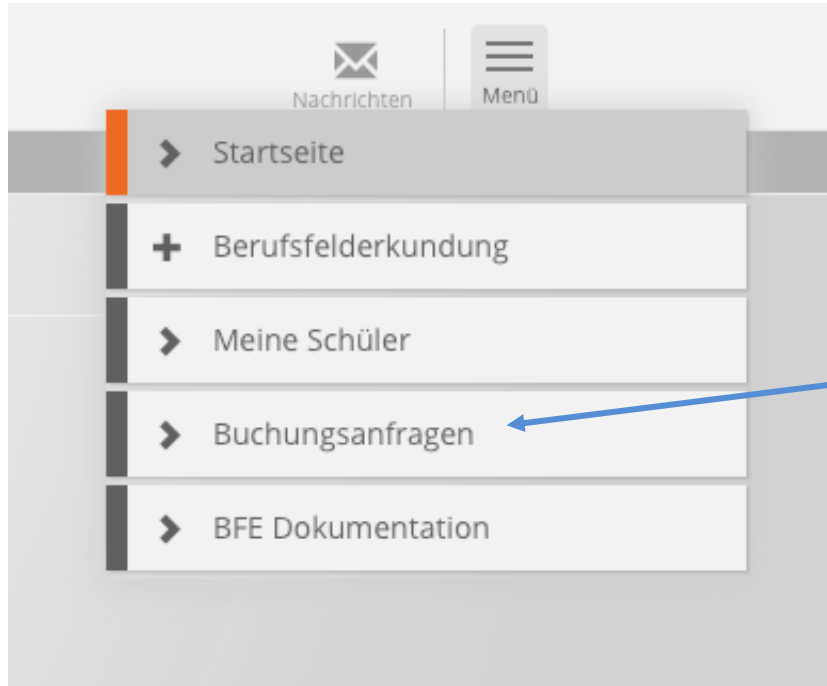 Nachrichten
Menü
Startseite
Berufsfelderkundung
Meine Schüler
Buchungsanfragen
BFE Dokumentation